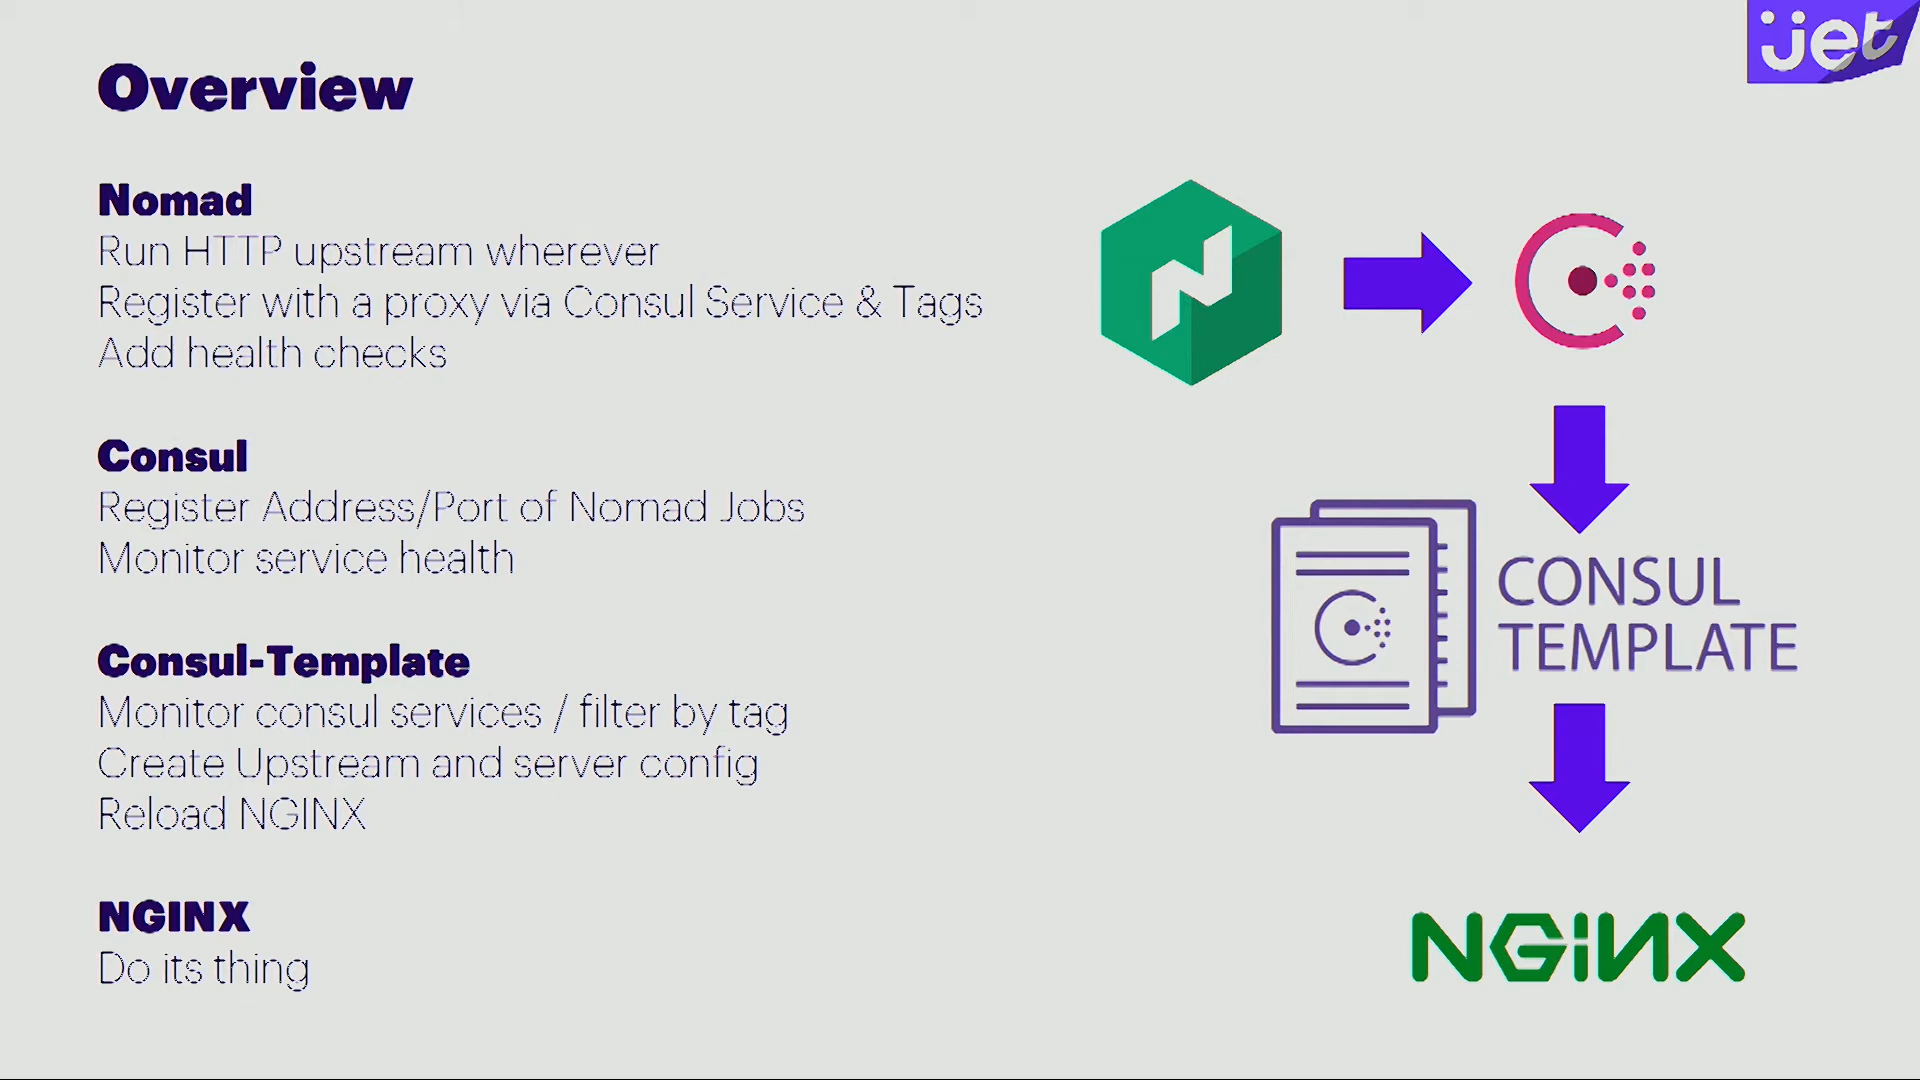 jet
Overview
Nomad
Run HTTP upstream wherever
Register with a proxy via Consul Service & Tags
Add health checks
Consul
Register Address/Port of Nomad Jobs
Monitor service health
Consul-Template
Monitor consul services / filter by tag
Create Upstream and server config
Reload NGINX
NGINX
Do its thing
CONSUL
TEMPLATE
NGINX